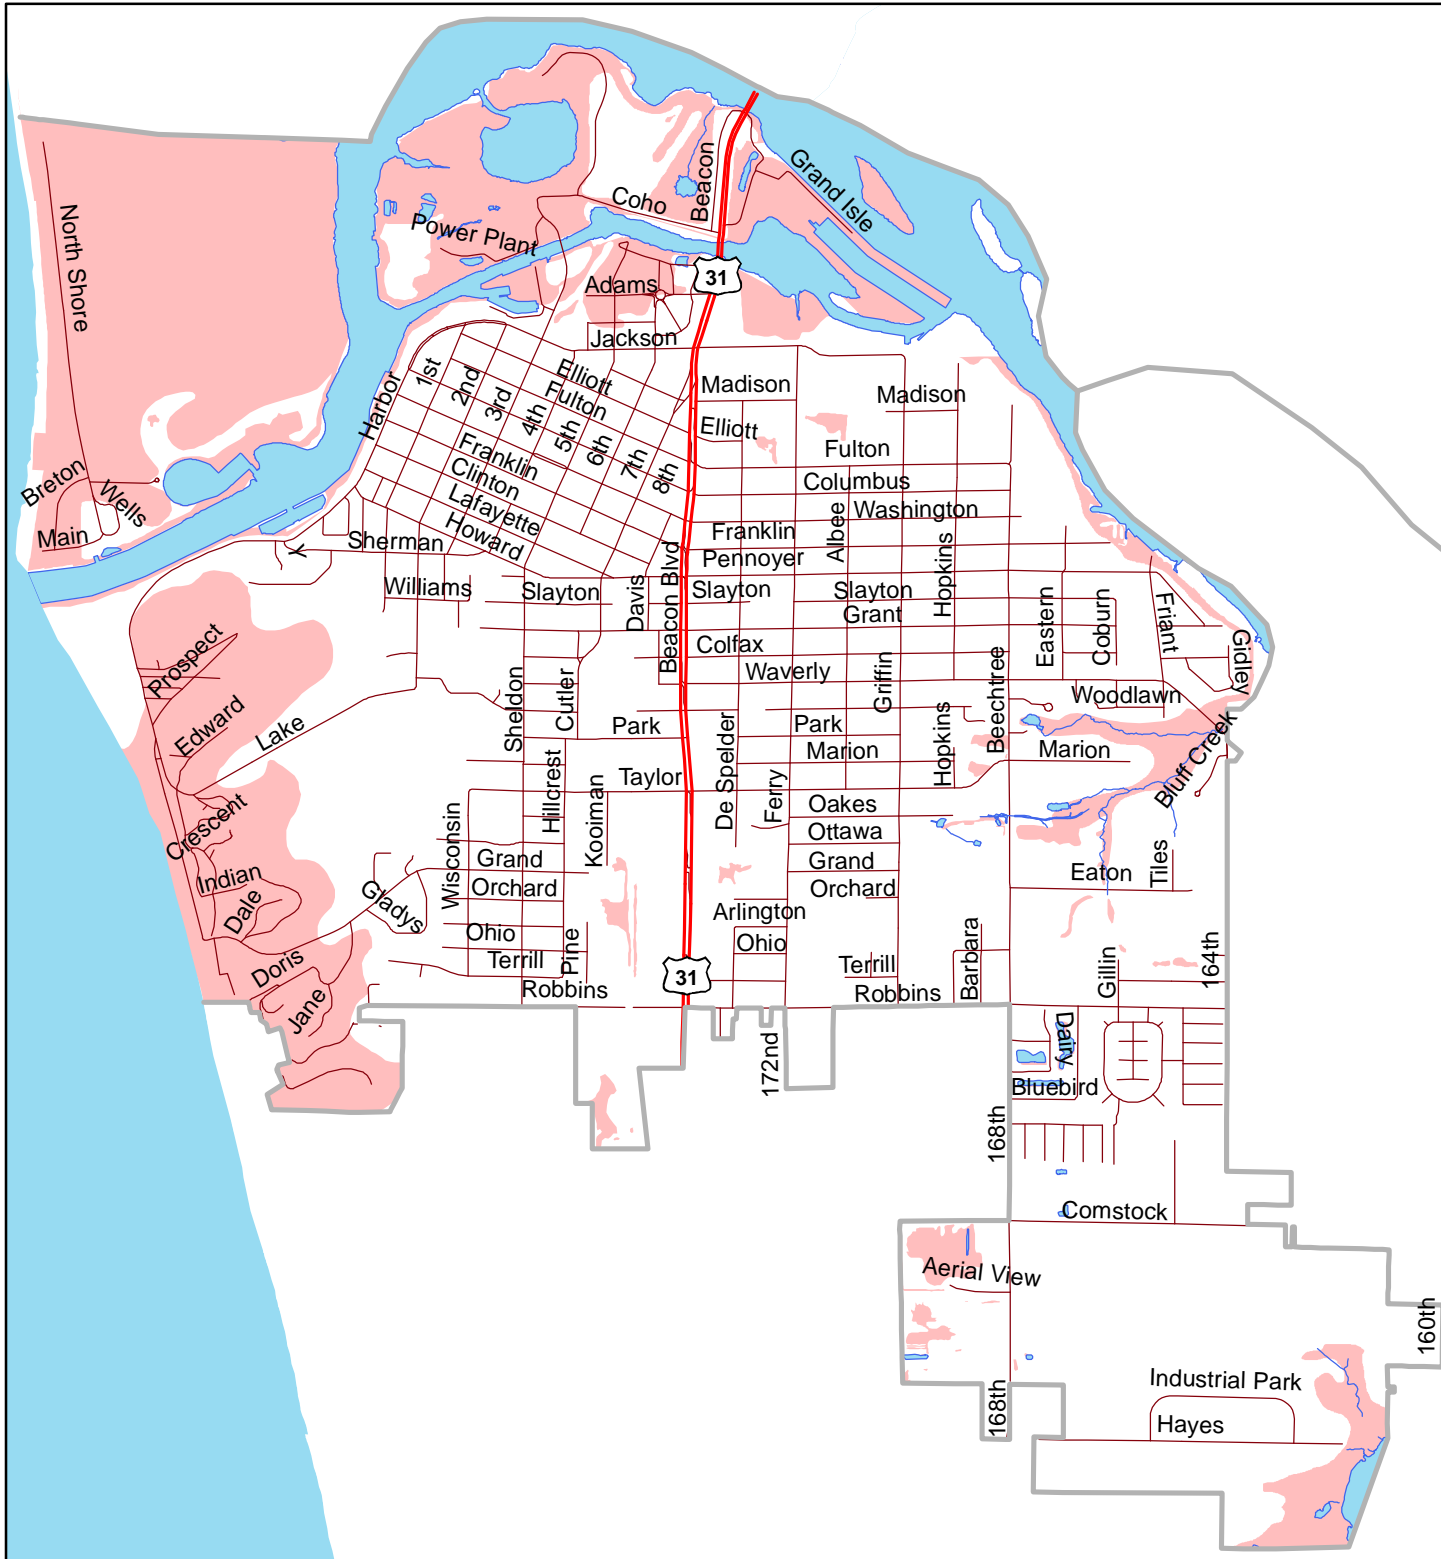 Beacon
Grand Isle
Coho
North Shore
Power Plant
31
Adams
Jackson
Elliott
Fulton
1st
2nd
3rd
4th
5th
6th
7th
8th
Harbor
Madison
Madison
Elliott
Franklin
Clinton
Lafayette
Howard
Fulton
Columbus
Washington
Albee
Breton
Wells
Main
K
Sherman
Franklin
Pennoyer
Hopkins
Williams
Slayton
Davis
Beacon Blvd
Slayton
Slayton
Grant
Eastern
Coburn
Friant
Gidley
Prospect
Colfax
Waverly
Griffin
Beechtree
Woodlawn
Edward
Lake
Sheldon
Cutler
Park
Park
Marion
Hopkins
Marion
Bluff Creek
De Spelder
Taylor
Ferry
Oakes
Ottawa
Crescent
Hillcrest
Kooiman
Wisconsin
Grand
Grand
Orchard
Orchard
Eaton
Tiles
Indian
Dale
Gladys
Arlington
Ohio
Ohio
Terrill
Pine
Terrill
Barbara
Gillin
164th
Doris
Jane
31
Robbins
Robbins
Dairy
172nd
Bluebird
168th
Comstock
Aerial View
160th
Industrial Park
168th
Hayes